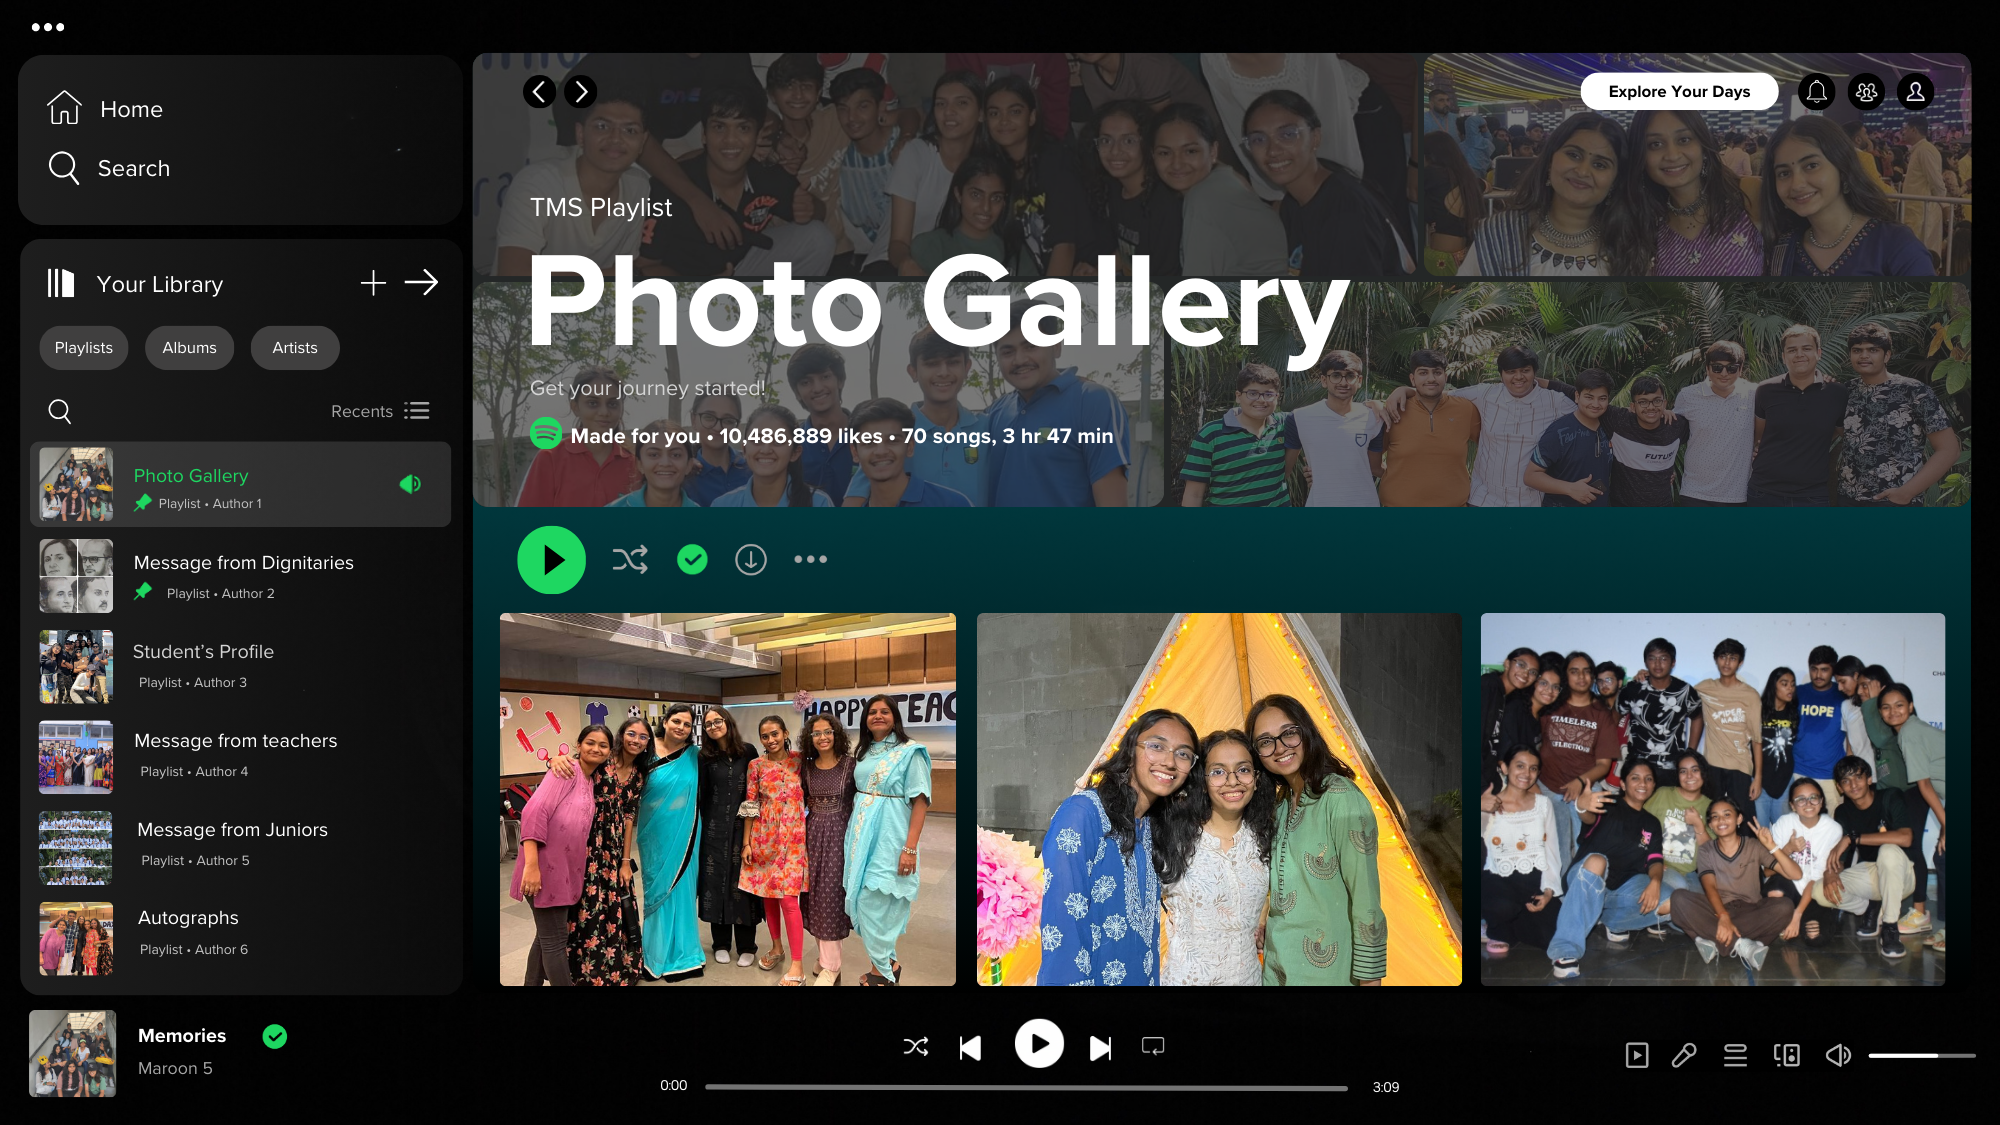 Home
Search
Your Library
Playlists
Albums
Artists
Recents
Photo Gallery
Playlist • Author 1
Message from Dignitaries
Playlist • Author 2
Student's Profile
Playlist • Author 3
Message from teachers
Playlist • Author 4
Message from Juniors
Playlist • Author 5
Autographs
Playlist • Author 6
Explore Your Days
TMS Playlist
Photo Gallery
Get your journey started!
Made for you • 10,486,889 likes • 70 songs, 3 hr 47 min
HAPPY TEAC
TIMELESS
HOPE
Memories
Maroon 5
0:00
3:09